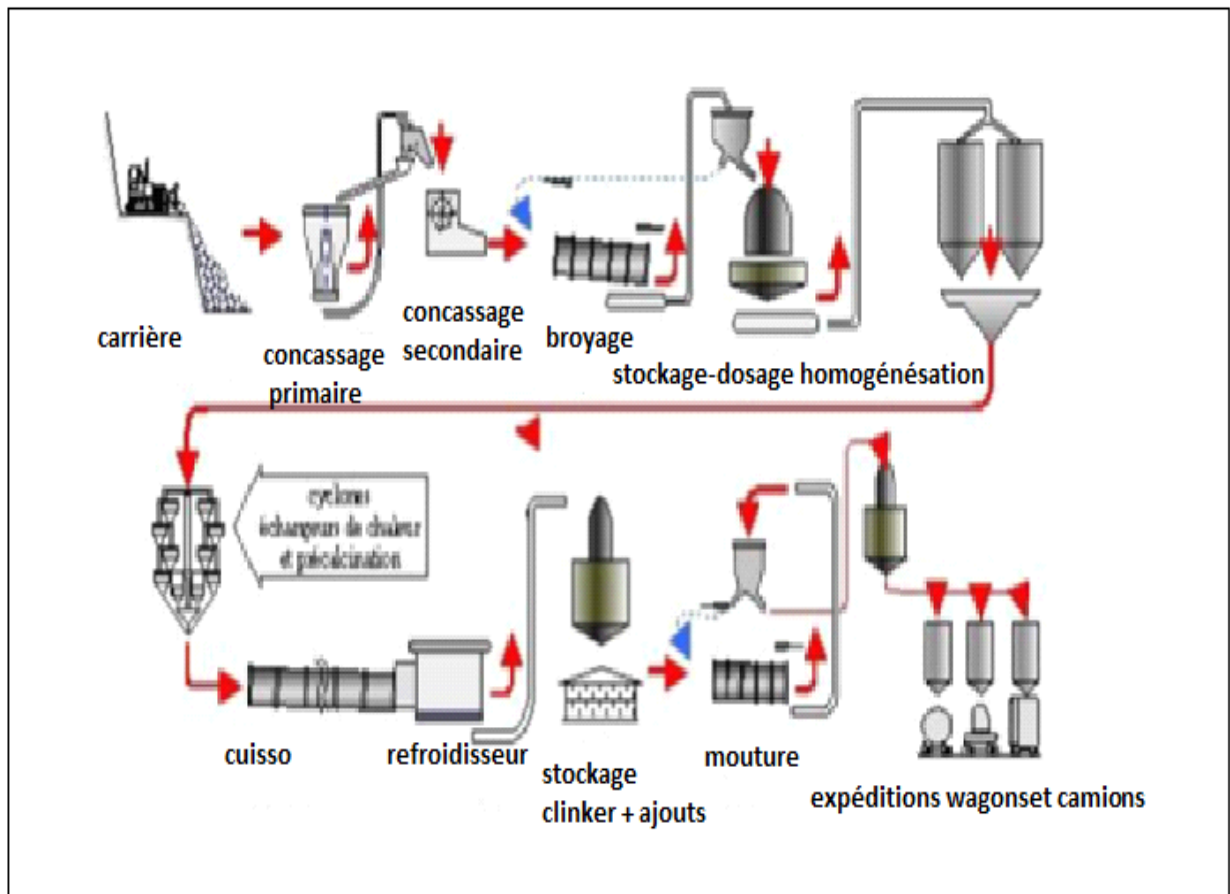 carrière
concassage
primaire
concassage
secondaire
broyage
stockage-dosage homogénésation
cyclones
échangeurs de chaleur
et précalcination
cuisso
refroidisseur
stockage
clinker + ajouts
mouture
expéditions wagonset camions